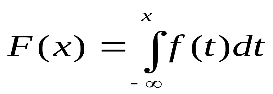 F(x) = ∫_{-∞}^{x} f(t)dt